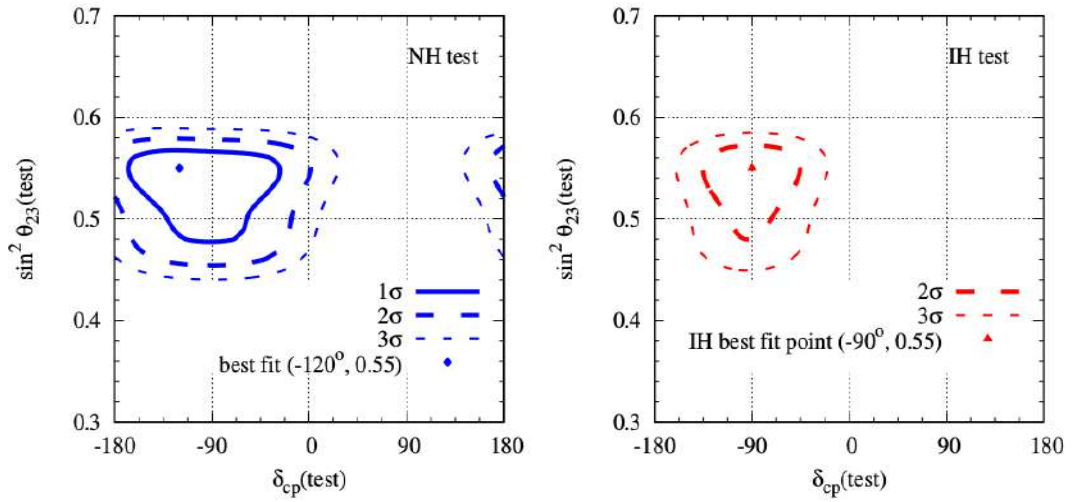 NH test
0.7
0.6
0.5
0.4
0.3
sin² θ₂₃(test)
1σ
2σ
3σ
best fit (-120°, 0.55)
-180 -90 0 90 180
δcp(test)
IH test
0.7
0.6
0.5
0.4
0.3
sin² θ₂₃(test)
2σ
3σ
IH best fit point (-90°, 0.55)
-180 -90 0 90 180
δcp(test)